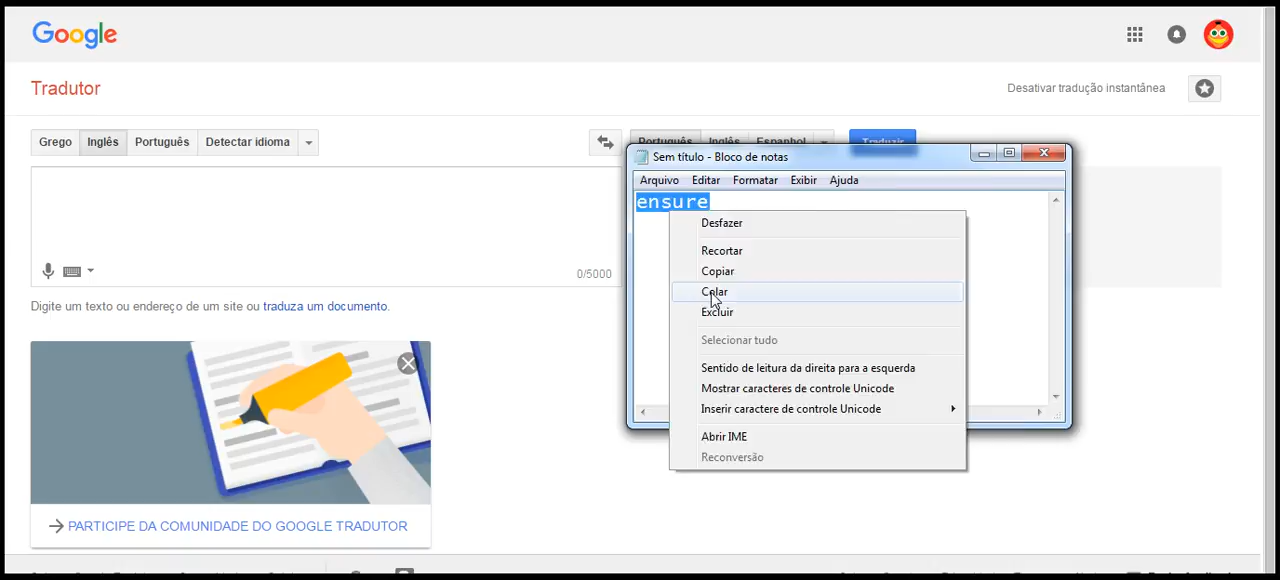 Google
Tradutor
Desativar tradução instantânea
Grego Inglês Português Detectar idioma
Português Inglês Espanhol Traduzir
Sem título - Bloco de notas
Arquivo Editar Formatar Exibir Ajuda
ensure
Desfazer
Recortar
Copiar
Colar
Excluir
Selecionar tudo
Sentido de leitura da direita para a esquerda
Mostrar caracteres de controle Unicode
Inserir caractere de controle Unicode
Abrir IME
Reconversão
0/5000
Digite um texto ou endereço de um site ou traduza um documento.
PARTICIPE DA COMUNIDADE DO GOOGLE TRADUTOR